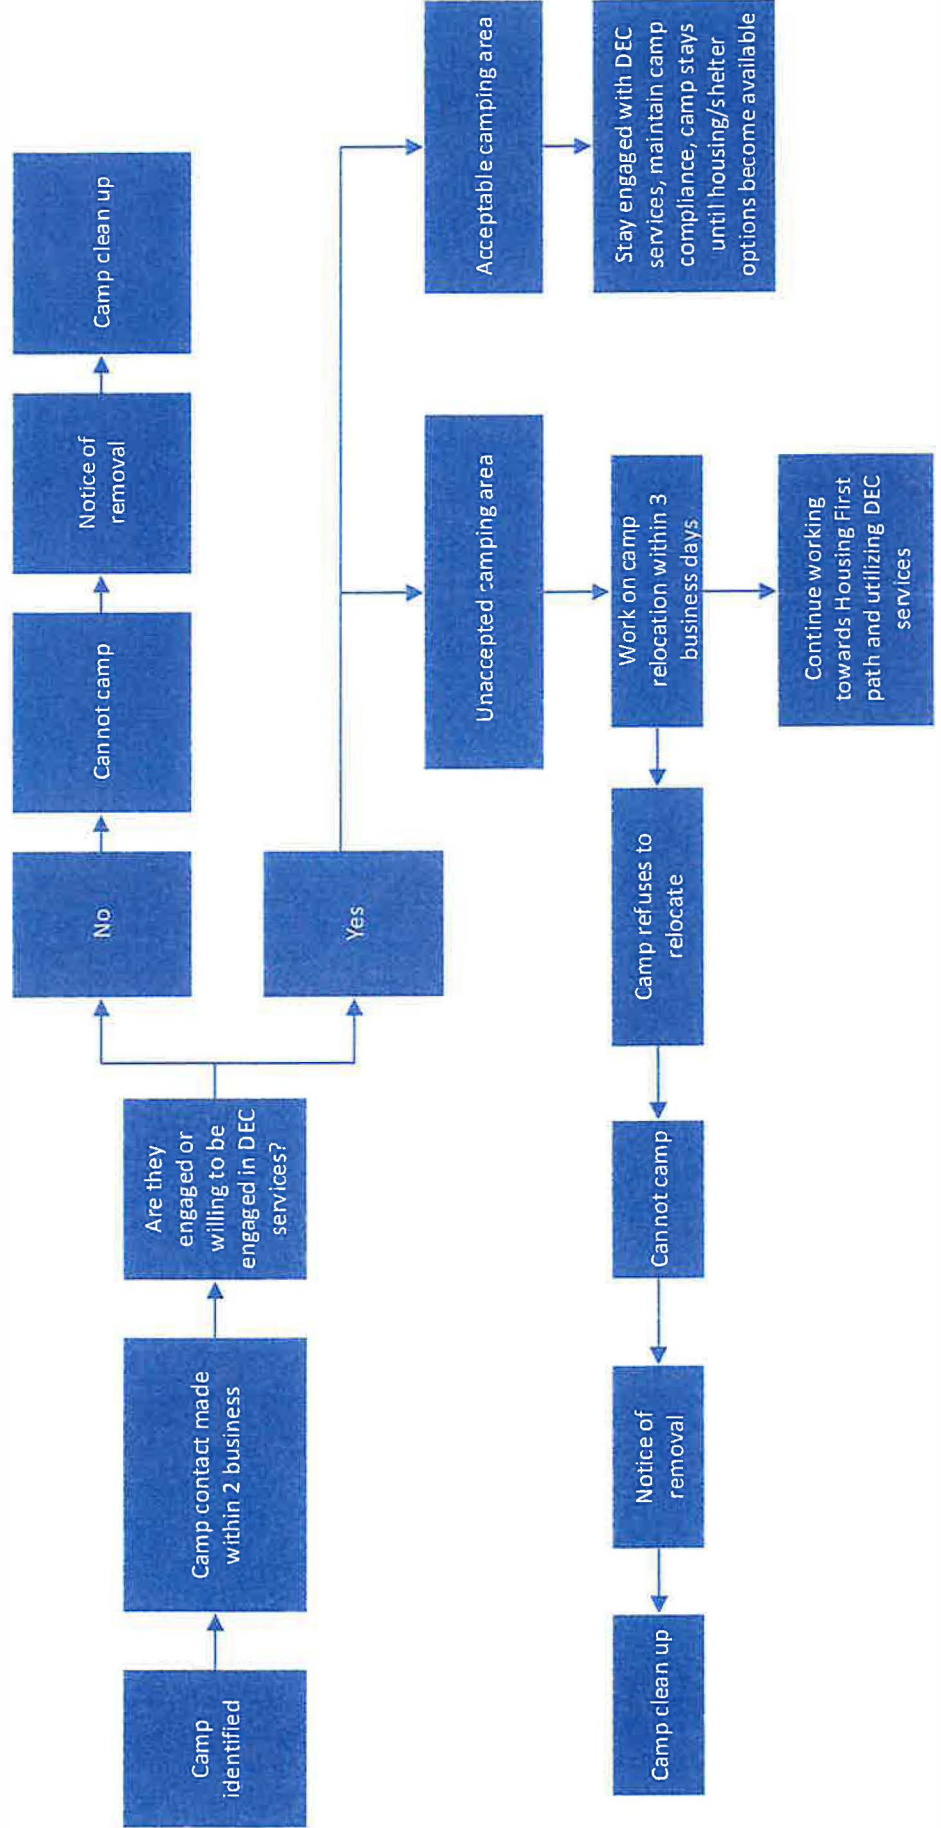 Camp
identified
Camp contact made
within 2 business
Are they
engaged or
willing to be
engaged in DEC
services?
No
Cannot camp
Notice of
removal
Camp clean up
Yes
Unaccepted camping area
Acceptable camping area
Work on camp
relocation within 3
business days
Stay engaged with DEC
services, maintain camp
compliance, camp stays
until housing/shelter
options become available
Camp refuses to
relocate
Cannot camp
Notice of
removal
Camp clean up
Continue working
towards Housing First
path and utilizing DEC
services